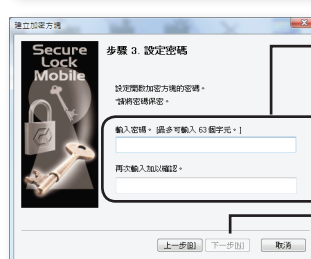 建立加密方塊
Secure
Lock
Mobile
步驟 3. 設定密碼
設定開啟加密方塊的密碼。
*請將密碼保密。
輸入密碼。 [最多可輸入 63 個字元。]
再次輸入加以確認。
上一步[B]
下一步[N]
取消